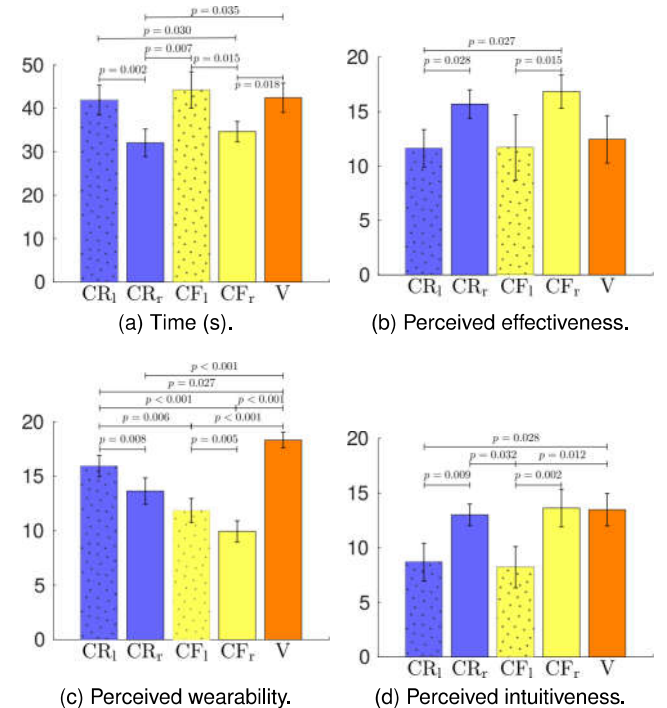 p = 0.035
p = 0.030
p = 0.007
p = 0.015
p = 0.002
p = 0.018
50
40
30
20
10
0
CRl CRr CFl CFr V
(a) Time (s).
p = 0.027
p = 0.028
p = 0.015
20
15
10
5
0
CRl CRr CFl CFr V
(b) Perceived effectiveness.
p < 0.001
p = 0.027
p < 0.001
p < 0.001
p = 0.006
p < 0.001
p = 0.008
p = 0.005
20
15
10
5
0
CRl CRr CFl CFr V
(c) Perceived wearability.
p = 0.028
p = 0.032
p = 0.012
p = 0.009
p = 0.002
20
15
10
5
0
CRl CRr CFl CFr V
(d) Perceived intuitiveness.